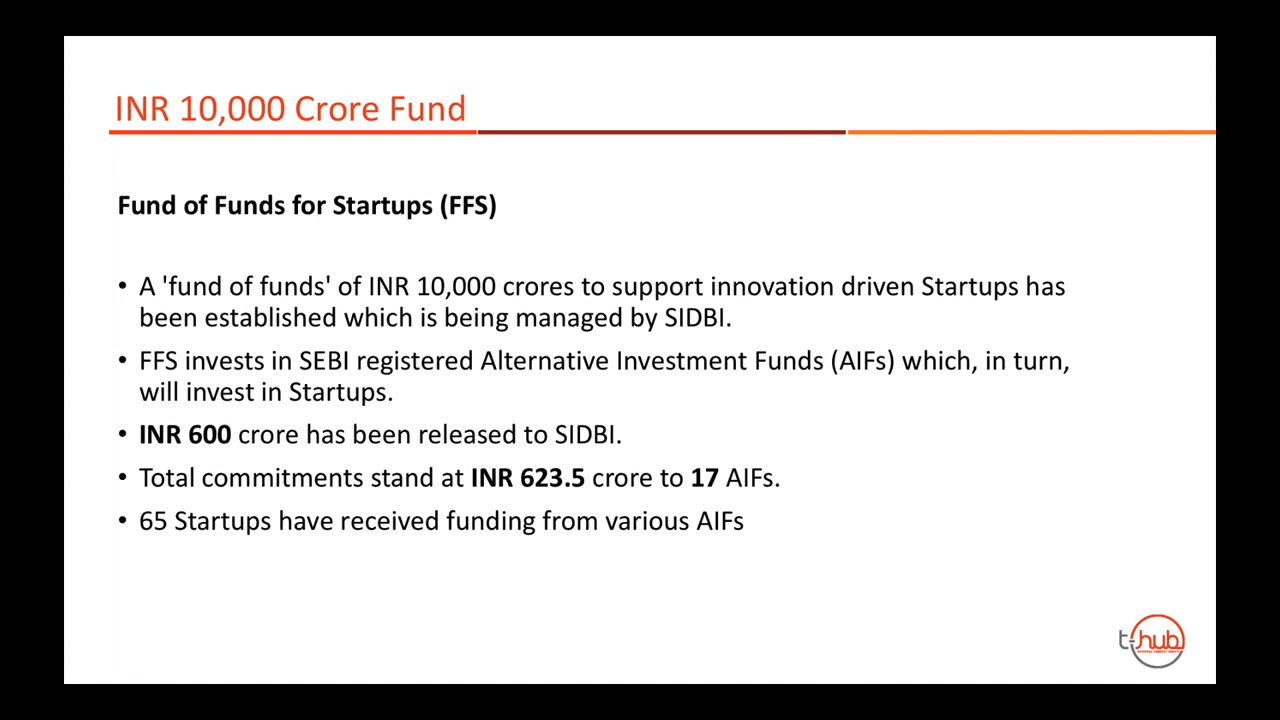 INR 10,000 Crore Fund
Fund of Funds for Startups (FFS)
• A 'fund of funds' of INR 10,000 crores to support innovation driven Startups has
been established which is being managed by SIDBI.
• FFS invests in SEBI registered Alternative Investment Funds (AIFs) which, in turn,
will invest in Startups.
• INR 600 crore has been released to SIDBI.
• Total commitments stand at INR 623.5 crore to 17 AIFs.
• 65 Startups have received funding from various AIFs
t-hub